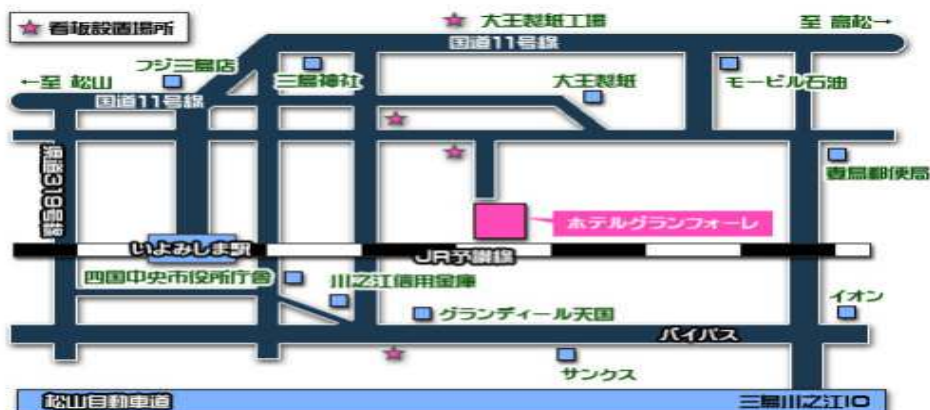 看板設置場所
大王製紙工場
至 高松→
国道11号線
フジ三島店
三島神社
←至 松山
大王製紙
モービル石油
国道11号線
県道319号線
妻鳥郵便局
ホテルグランフォーレ
いよみしま駅
JR予讃線
四国中央市役所庁舎
川之江信用金庫
イオン
グランディール天国
バイパス
サンクス
松山自動車道
三島川之江IC